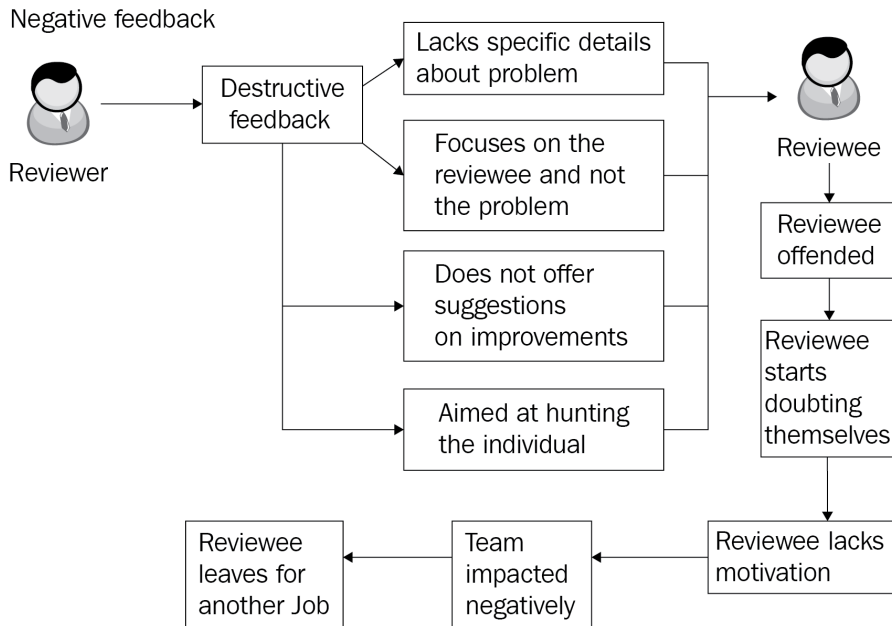 Negative feedback
Reviewer
Destructive
feedback
Lacks specific details
about problem
Focuses on the
reviewee and not
the problem
Does not offer
suggestions
on improvements
Aimed at hunting
the individual
Reviewee
Reviewee
offended
Reviewee
starts
doubting
themselves
Reviewee lacks
motivation
Team
impacted
negatively
Reviewee
leaves for
another Job